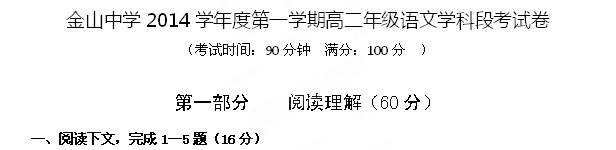 金山中学 2014 学年度第一学期高二年级语文学科段考试卷
（考试时间：90 分钟　满分：100 分　）
第一部分　　阅读理解（60 分）
一、阅读下文，完成 1—5 题（16 分）